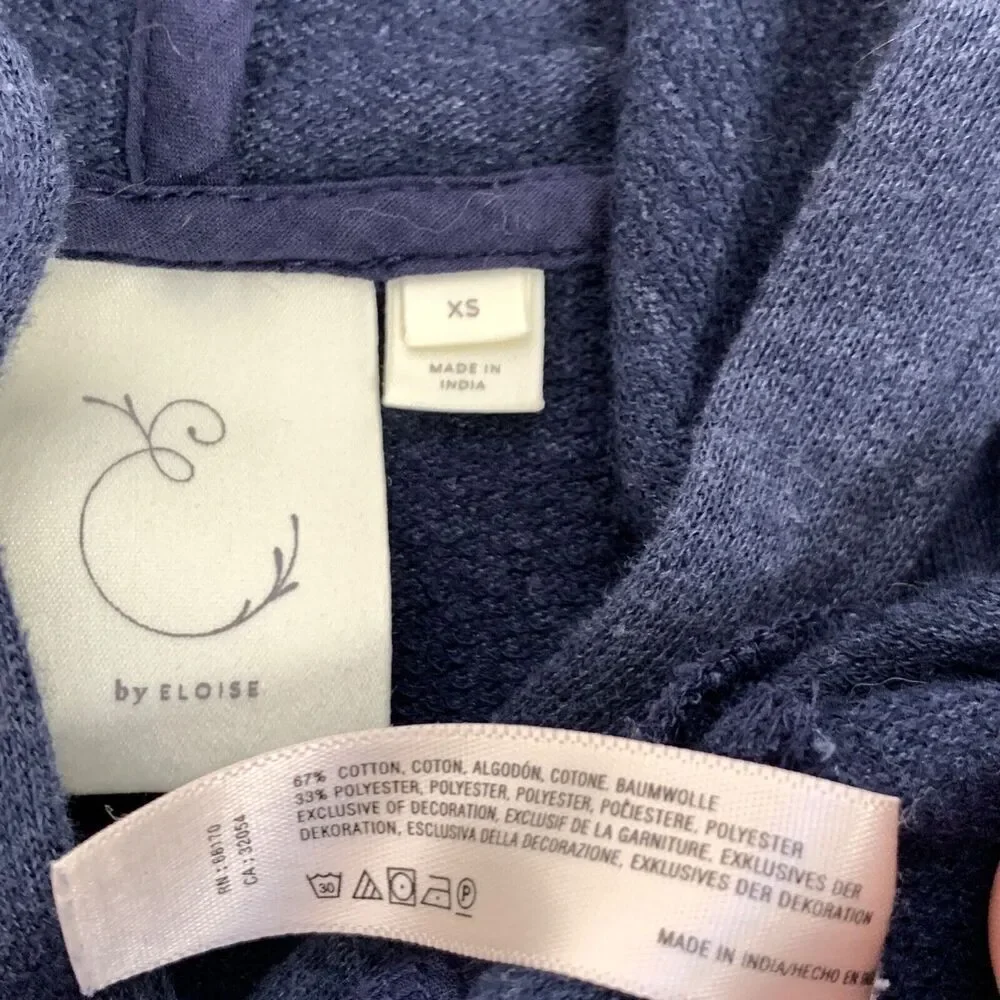 XS
MADE IN
INDIA
by ELOISE
67% COTTON, COTON, ALGODÓN, COTONE, BAUMWOLLE
33% POLYESTER, POLYESTER, POLYESTER, POLIESTERE, POLYESTER
EXCLUSIVE OF DECORATION, EXCLUSIF DE LA GARNITURE, EXKLUSIVES DER
DEKORATION, ESCLUSIVA DELLA DECORAZIONE, EXKLUSIVES DER DEKORATION
RN: 66170
CA: 32054
30 P
MADE IN INDIA/HECHO EN